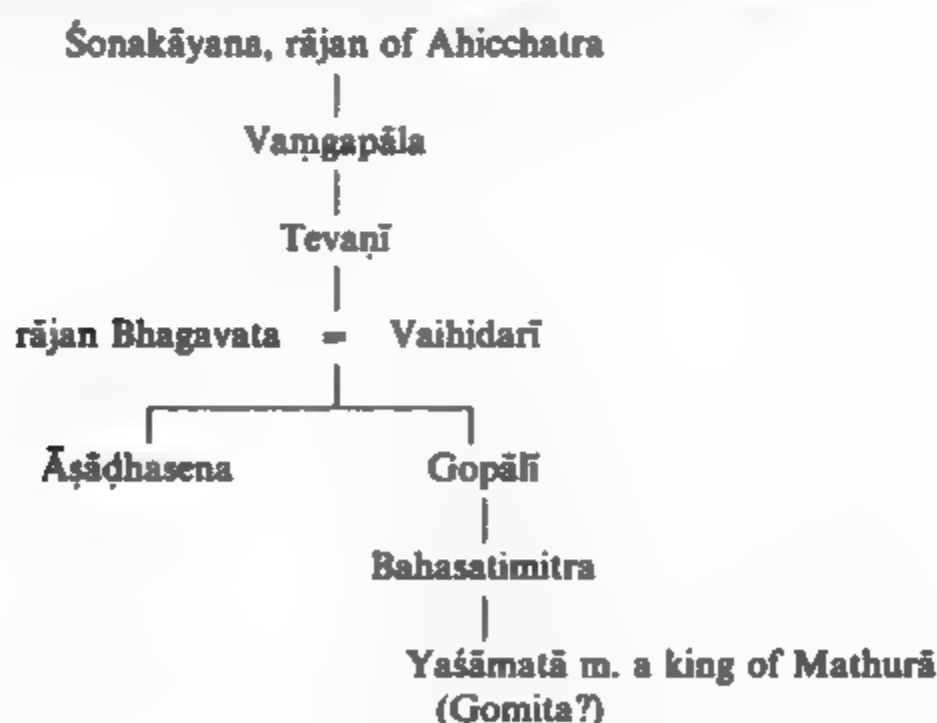 Śonakāyana, rājan of Ahicchatra
Vaṃgapāla
Tevaṇī
rājan Bhagavata = Vaihidarī
Āṣāḍhasena Gopālī
Bahasatimitra
Yaśāmatā m. a king of Mathurā
(Gomita?)